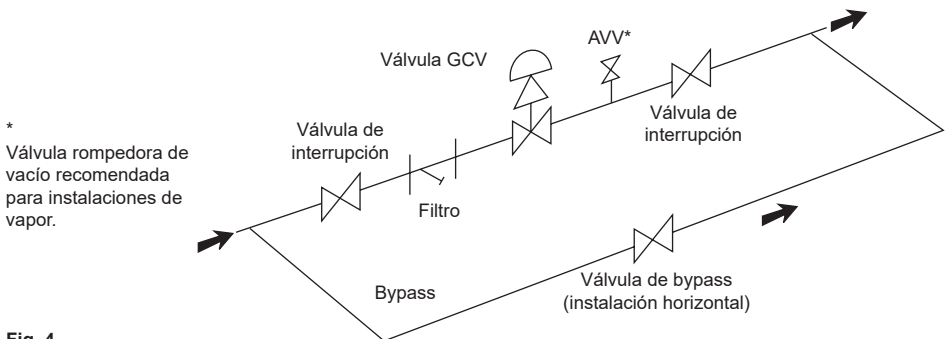 AVV*
Válvula GCV
Válvula de
interrupción
*
Válvula rompedora de
vacío recomendada
para instalaciones de
vapor.
Válvula de
interrupción
Filtro
Válvula de bypass
(instalación horizontal)
Bypass
Fig. 4